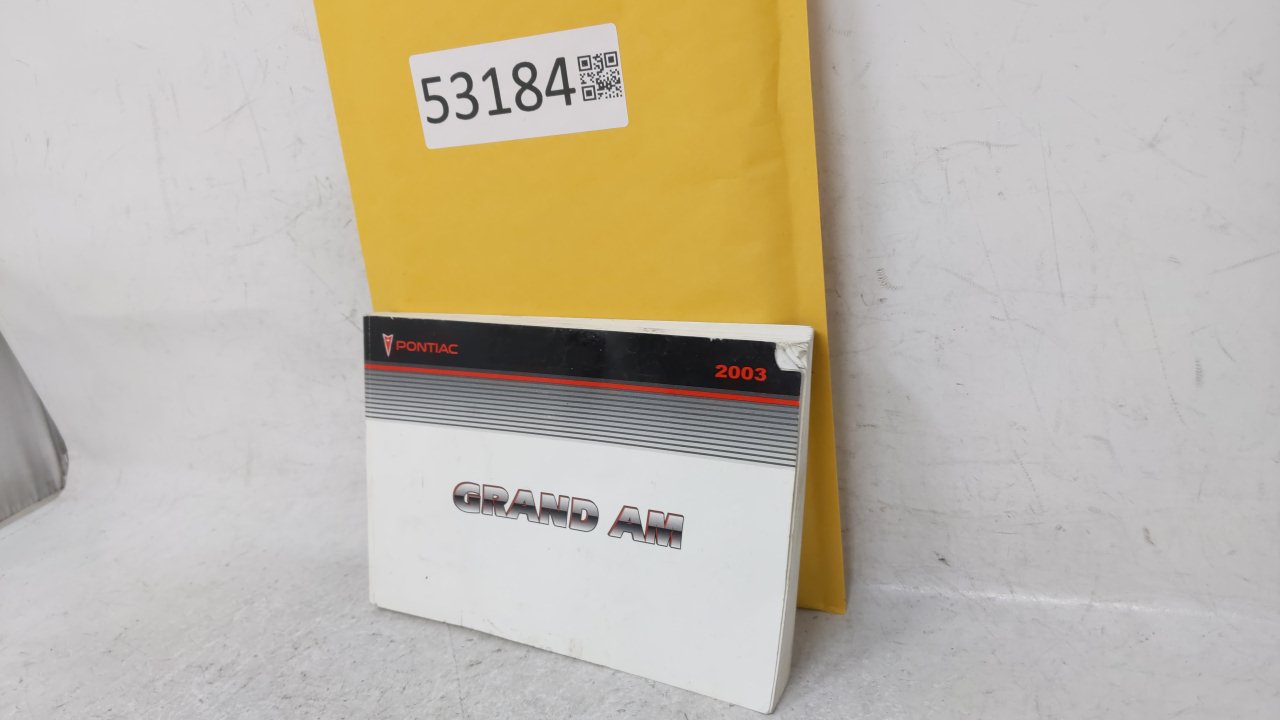 53184
PONTIAC
2003
GRAND AM